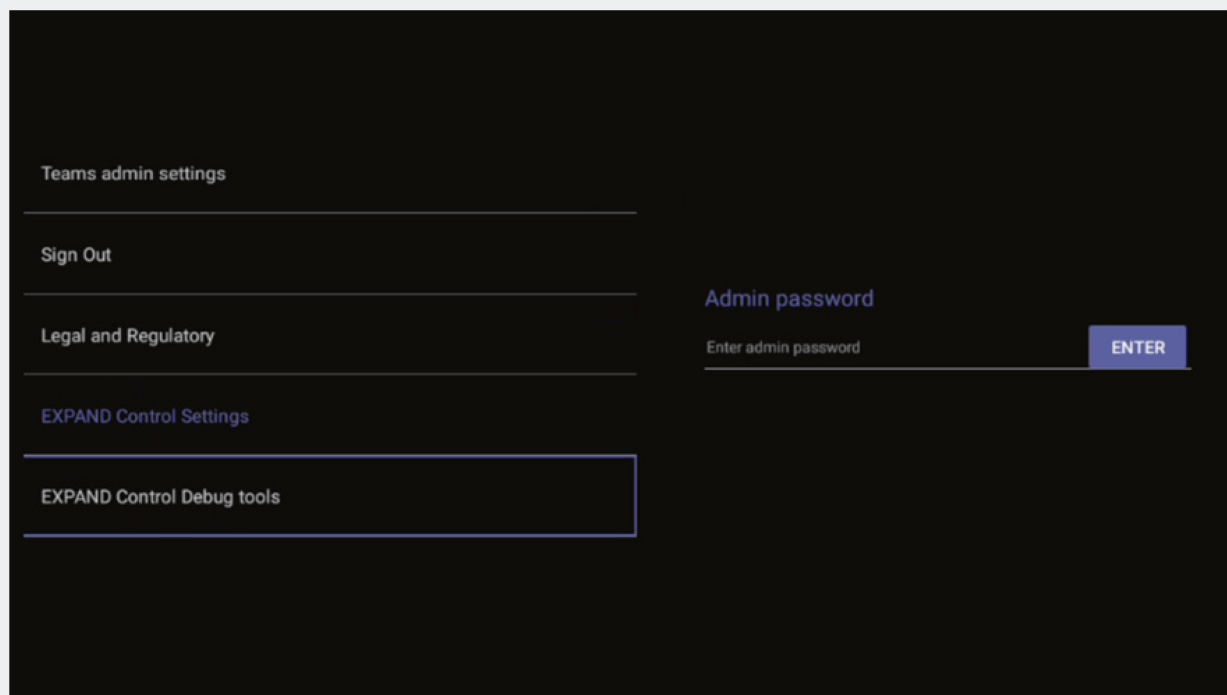 Teams admin settings
Sign Out
Legal and Regulatory
EXPAND Control Settings
EXPAND Control Debug tools
Admin password
Enter admin password
ENTER